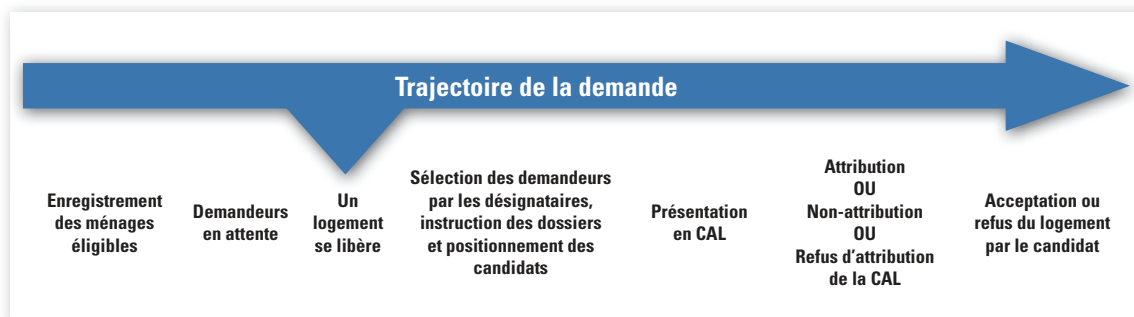 Trajectoire de la demande
Enregistrement
des ménages
éligibles
Demandeurs
en attente
Un
logement
se libère
Sélection des demandeurs
par les désignataires,
instruction des dossiers
et positionnement des
candidats
Présentation
en CAL
Attribution
OU
Non-attribution
OU
Refus d'attribution
de la CAL
Acceptation ou
refus du logement
par le candidat